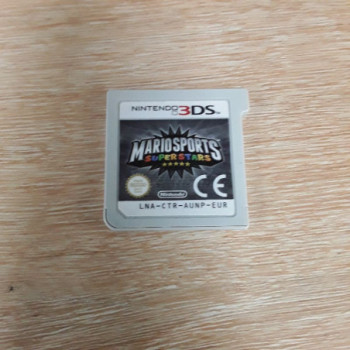 NINTENDO 3DS
MARIO SPORTS
SUPERSTARS
Nintendo
CE
LNA-CTR-AUNP-EUR